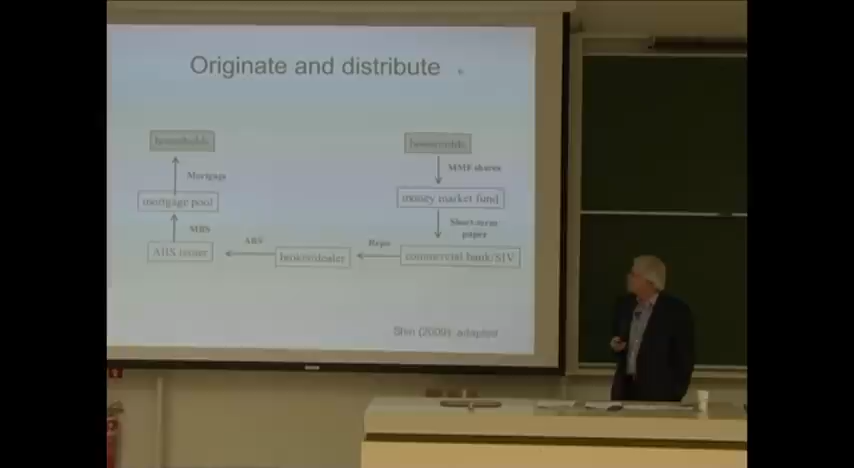 Originate and distribute
households
households
Mortgage
MMF shares
mortgage pool
money market fund
MBS
Short-term
paper
ABS
Repo
ABS issuer
broker/dealer
commercial bank/SIV
Shin (2009), adapted